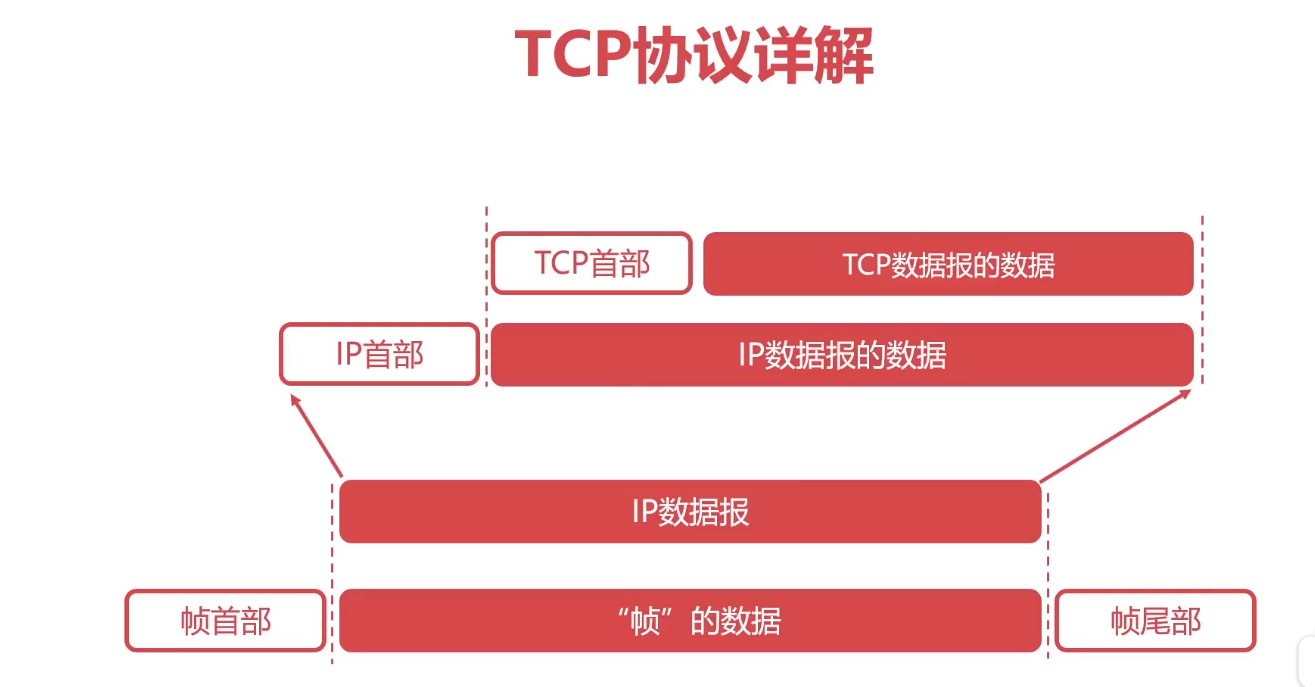 TCP协议详解
TCP首部
TCP数据报的数据
IP首部
IP数据报的数据
IP数据报
帧首部
“帧”的数据
帧尾部